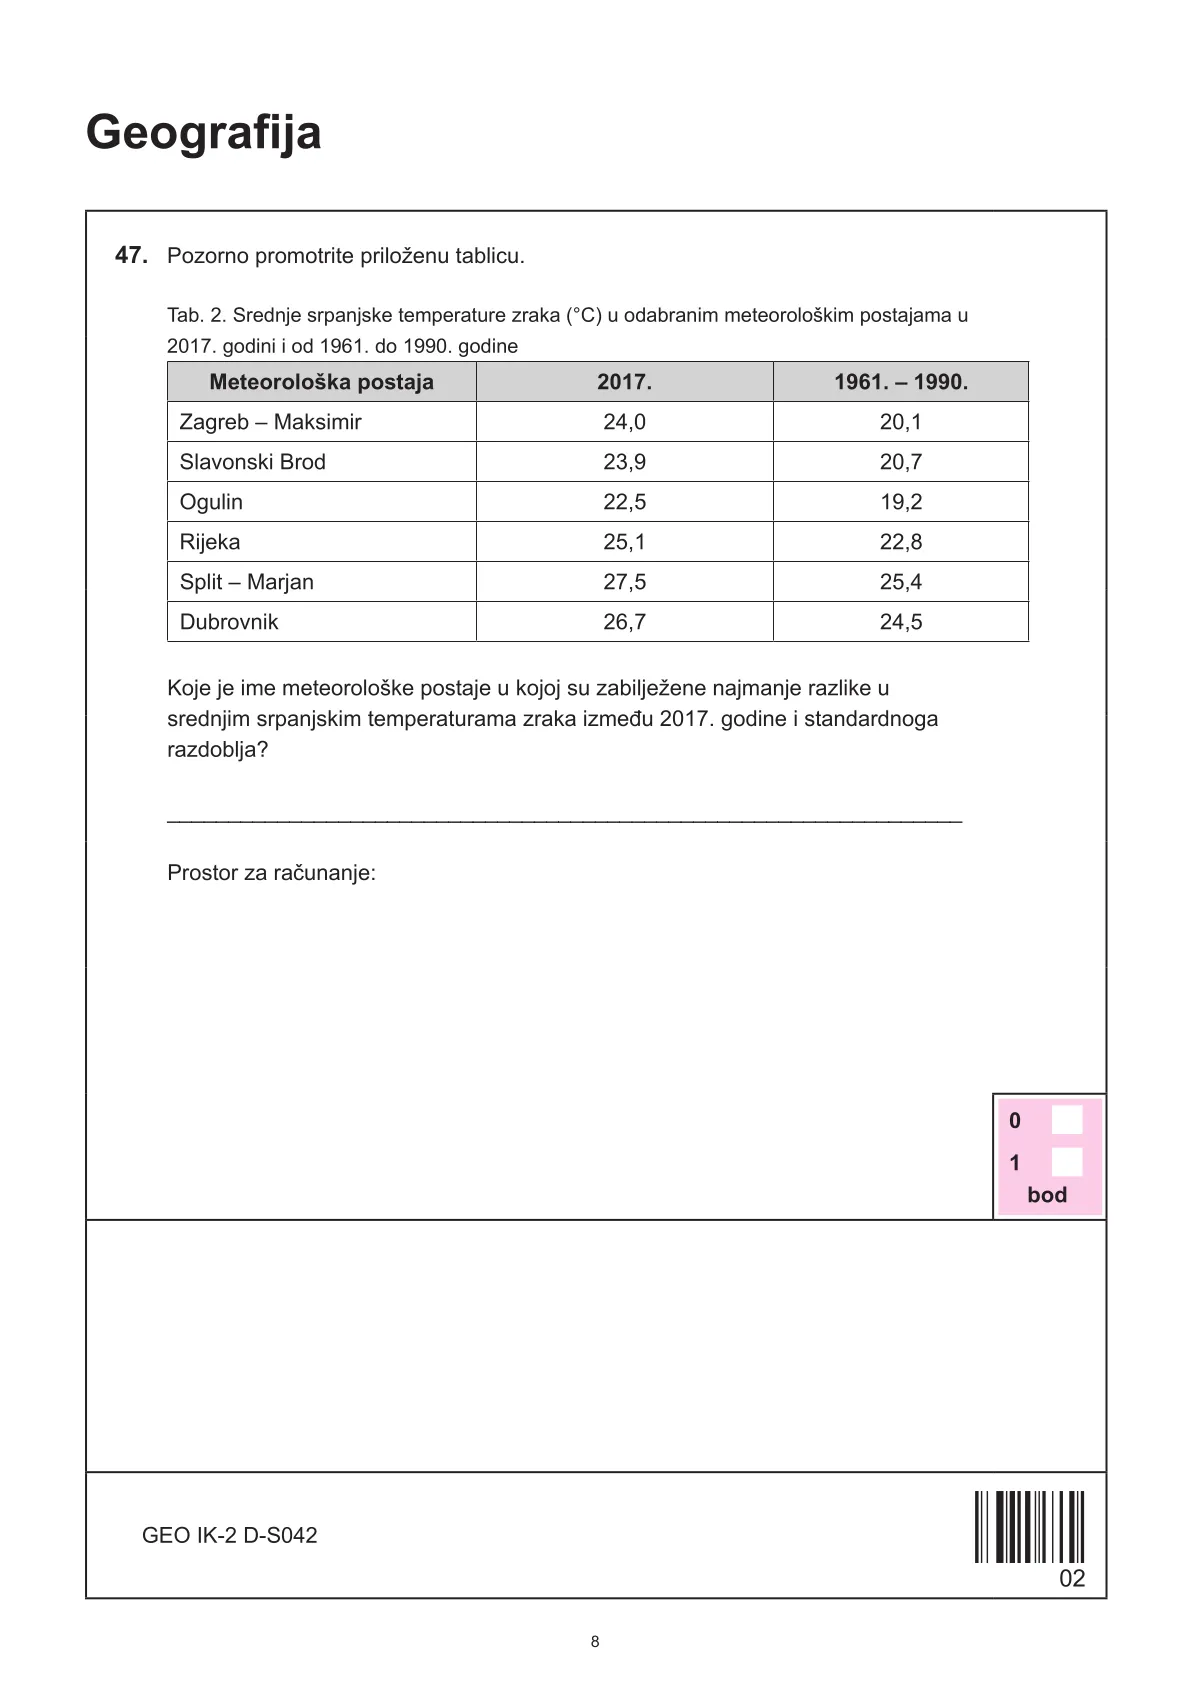 Geografija
47. Pozorno promotrite priloženu tablicu.
Tab. 2. Srednje srpanjske temperature zraka (°C) u odabranim meteorološkim postajama u
2017. godini i od 1961. do 1990. godine
Meteorološka postaja 2017. 1961. – 1990.
Zagreb – Maksimir 24,0 20,1
Slavonski Brod 23,9 20,7
Ogulin 22,5 19,2
Rijeka 25,1 22,8
Split – Marjan 27,5 25,4
Dubrovnik 26,7 24,5
Koje je ime meteorološke postaje u kojoj su zabilježene najmanje razlike u
srednjim srpanjskim temperaturama zraka između 2017. godine i standardnoga
razdoblja?
Prostor za računanje:
0
1
bod
GEO IK-2 D-S042
02
8